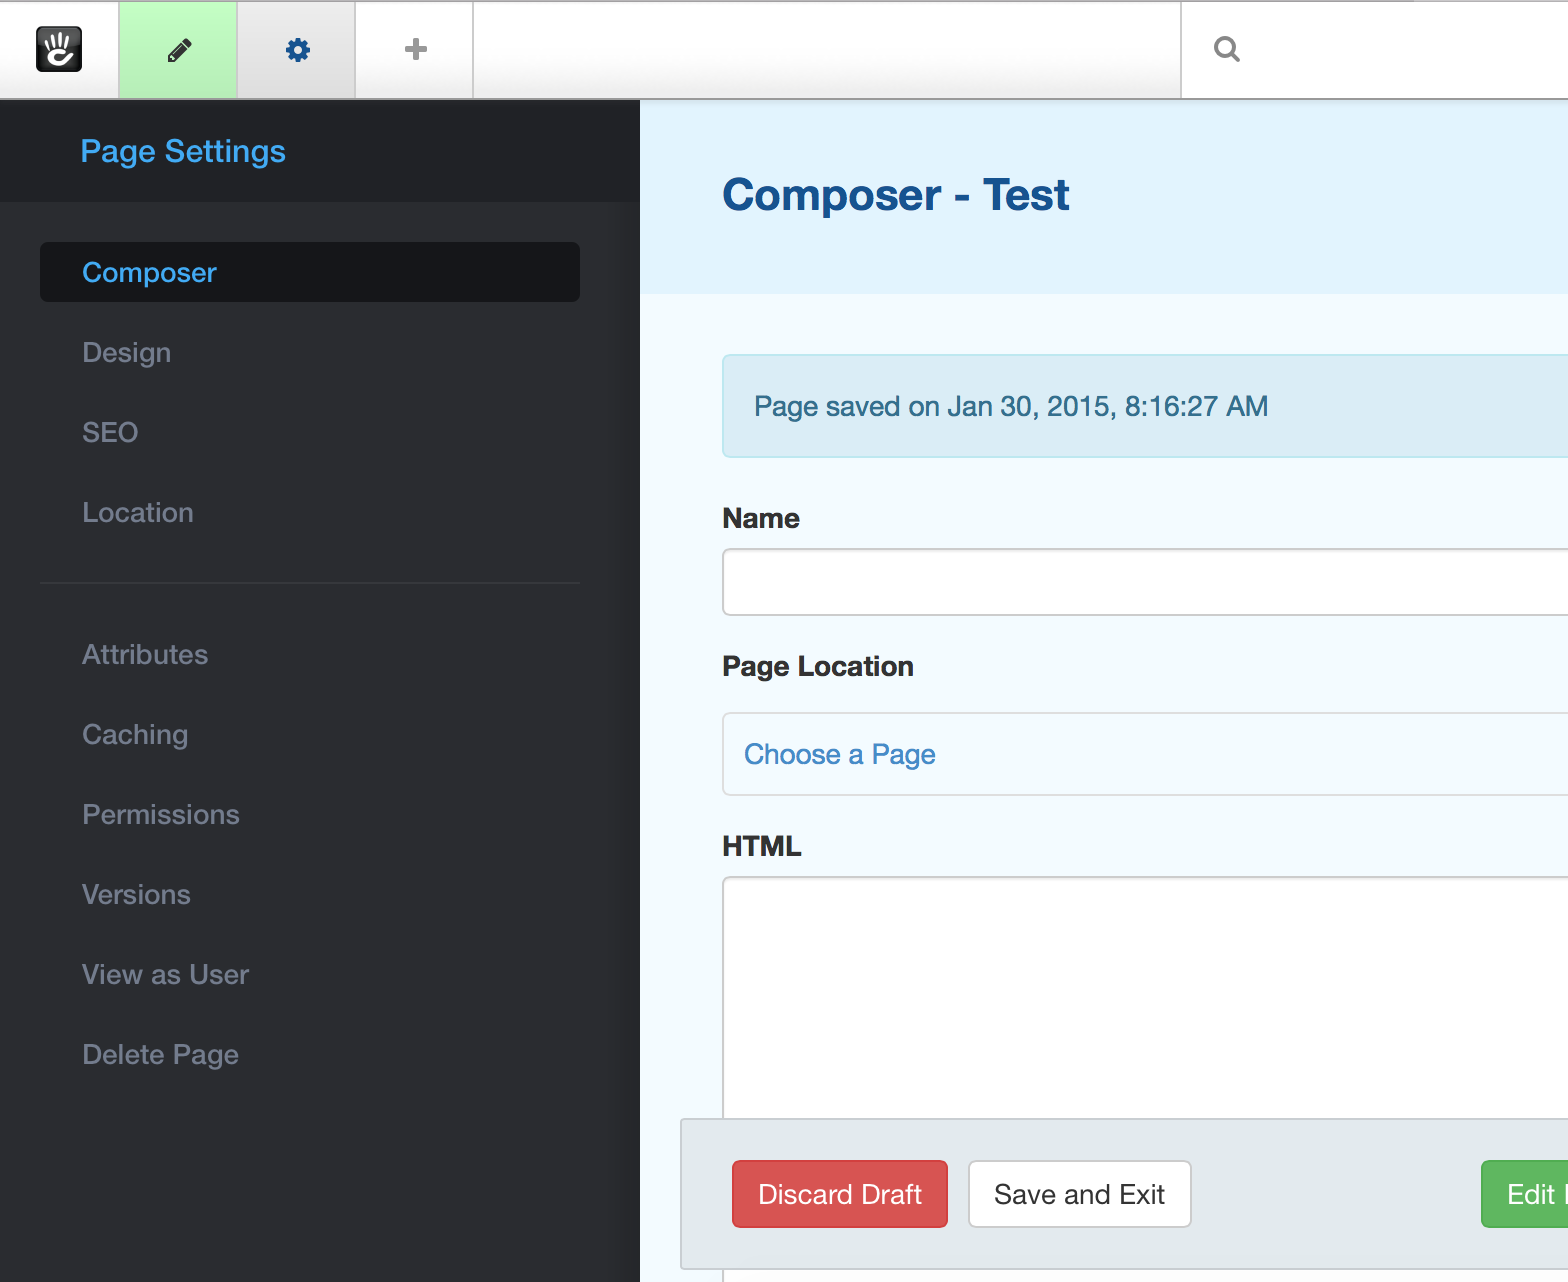 Page Settings
Composer
Design
SEO
Location
Attributes
Caching
Permissions
Versions
View as User
Delete Page
Composer - Test
Page saved on Jan 30, 2015, 8:16:27 AM
Name
Page Location
Choose a Page
HTML
Discard Draft
Save and Exit
Edit